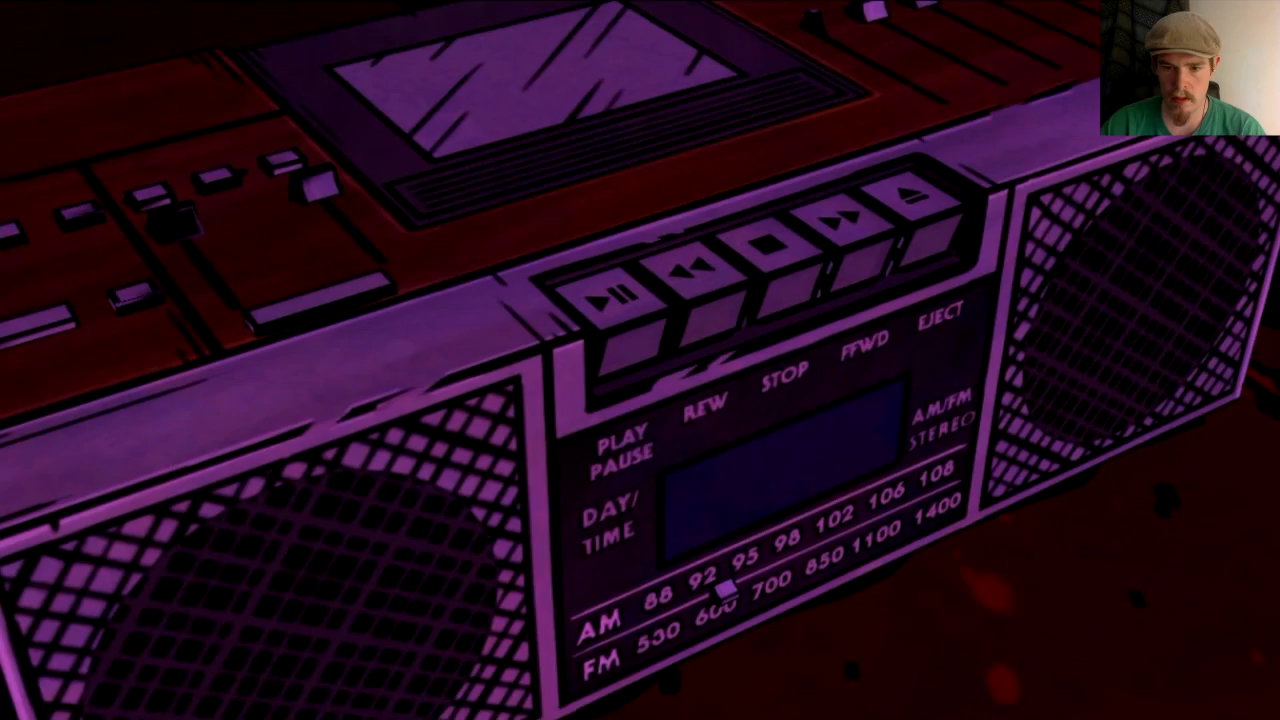 PLAY
PAUSE
REW
STOP
FFWD
EJECT
DAY/
TIME
AM/FM
STEREO
AM 88 92 95 98 102 106 108
FM 530 600 700 850 1100 1400